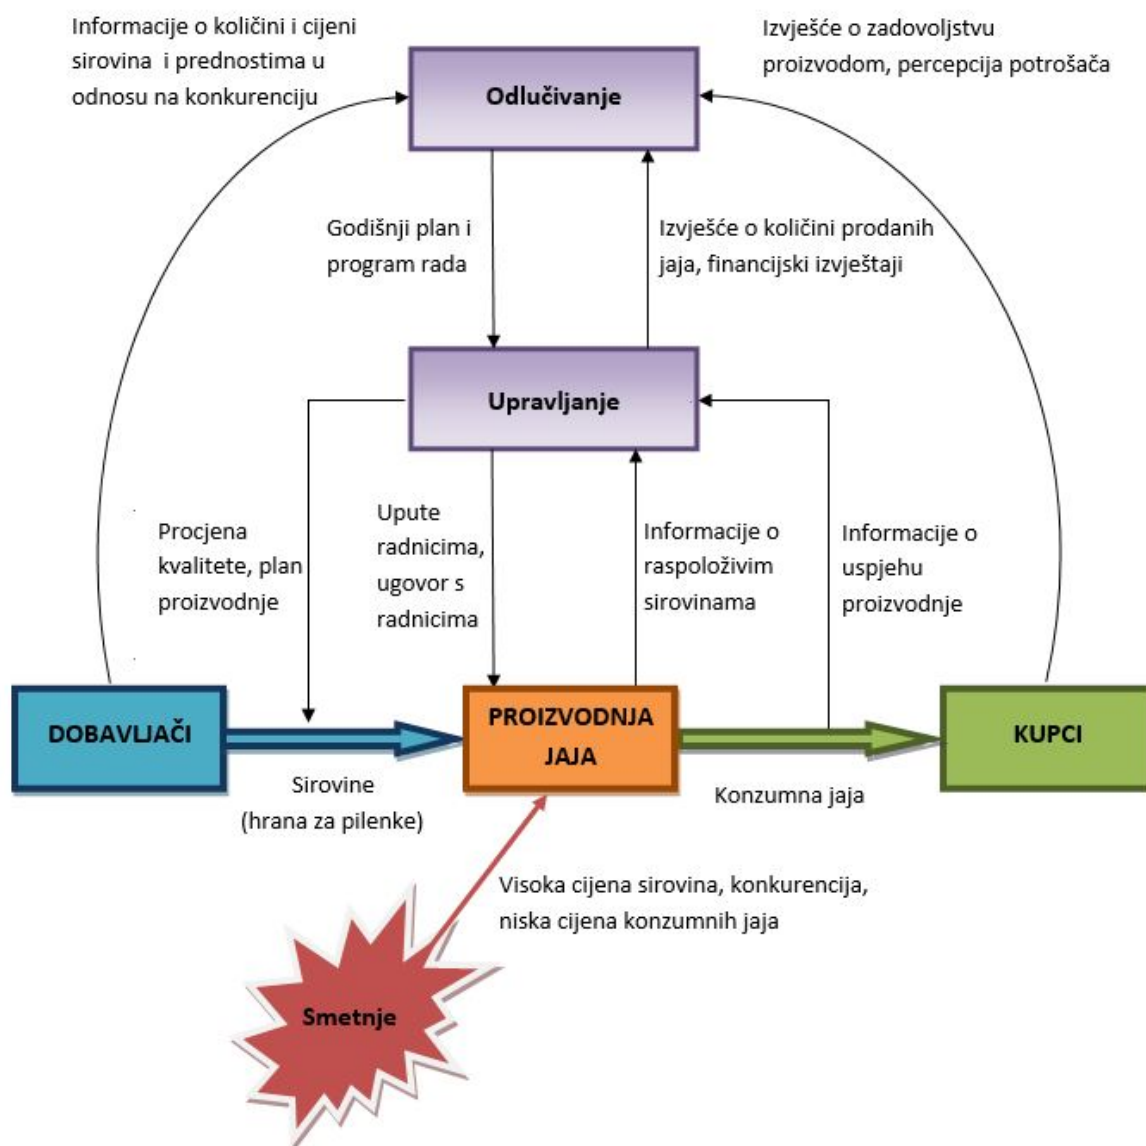 Informacije o količini i cijeni
sirovina i prednostima u
odnosu na konkurenciju
Izvješće o zadovoljstvu
proizvodom, percepcija potrošača
Odlučivanje
Godišnji plan i
program rada
Izvješće o količini prodanih
jaja, financijski izvještaji
Upravljanje
Procjena
kvalitete, plan
proizvodnje
Upute
radnicima,
ugovor s
radnicima
Informacije o
raspoloživim
sirovinama
Informacije o
uspjehu
proizvodnje
DOBAVLJAČI
PROIZVODNJA
JAJA
KUPCI
Sirovine
(hrana za pilenke)
Konzumna jaja
Visoka cijena sirovina, konkurencija,
niska cijena konzumnih jaja
Smetnje